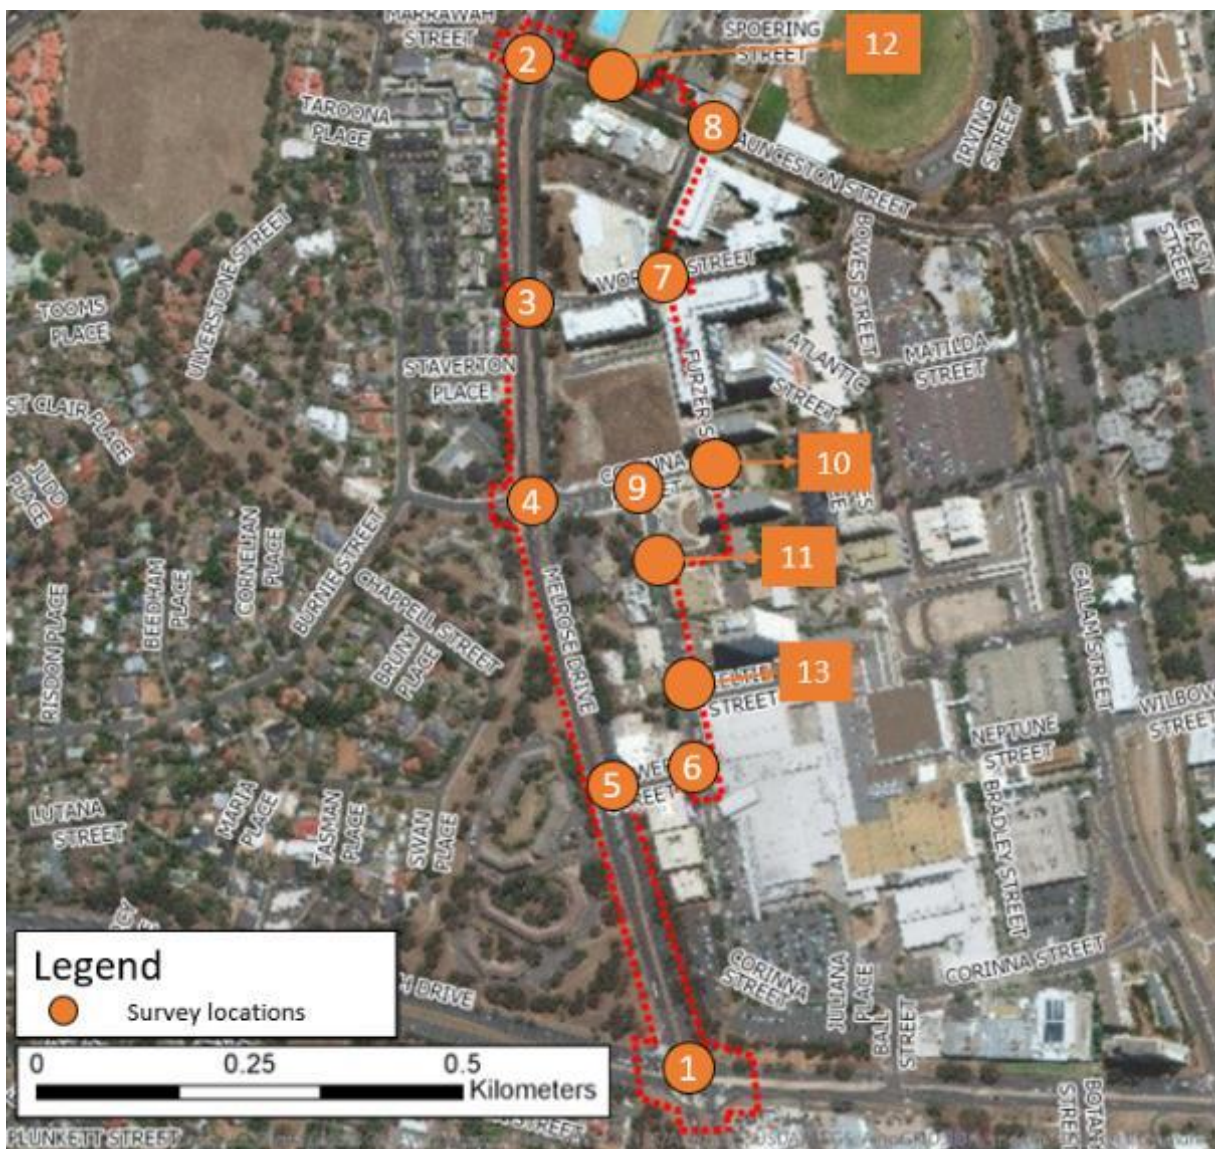 MARRAWAH
STREET
2
SPOERING
STREET
12
N
TAROONA
PLACE
8
IRVING
STREET
LAUNCESTON STREET
ULVERSTONE STREET
BOWES STREET
EASTY
STREET
7
STREET
3
TOOMS
PLACE
STAVERTON
PLACE
FURZER S
ATLANTIC
STREET
MATILDA
STREET
ST CLAIR PLACE
JUDO
PLACE
4
9
10
CORNELIAN
PLACE
BEEDHAM
PLACE
BURNIE STREET
CHAPPELL STREET
BRUNY
PLACE
RISDON PLACE
11
MELROSE DRIVE
CALLAM STREET
13
STREET
WILBOW
STREET
NEPTUNE
STREET
5
6
LUTANA
STREET
MARIA
PLACE
TASMAN
PLACE
SWAN
PLACE
BRADLEY STREET
CORINNA
STREET
JULIANA
PLACE
BALL
STREET
CORINNA STREET
DRIVE
Legend
Survey locations
1
0 0.25 0.5
Kilometers
PLUNKETT STREET